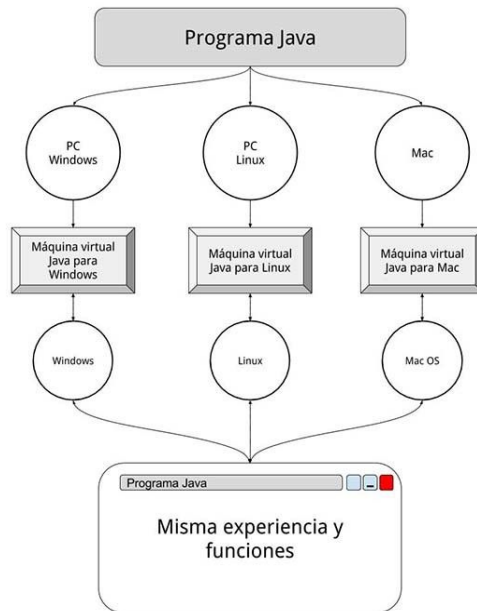 Programa Java
PC
Windows
PC
Linux
Mac
Máquina virtual
Java para
Windows
Máquina virtual
Java para Linux
Máquina virtual
Java para Mac
Windows
Linux
Mac OS
Programa Java
Misma experiencia y
funciones